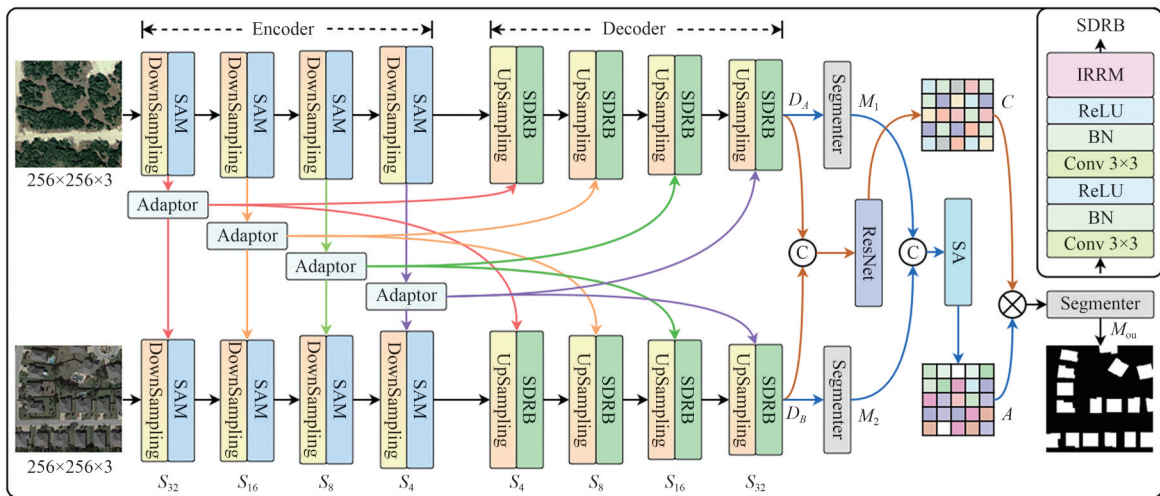 Encoder
Decoder
SDRB
DownSampling
SAM
DownSampling
SAM
DownSampling
SAM
DownSampling
SAM
UpSampling
SDRB
UpSampling
SDRB
UpSampling
SDRB
UpSampling
SDRB
D_A
Segmenter
M_1
C
IRRM
ReLU
BN
Conv 3×3
ReLU
BN
Conv 3×3
256×256×3
Adaptor
Adaptor
Adaptor
Adaptor
C
ResNet
C
SA
Segmenter
M_ou
DownSampling
SAM
DownSampling
SAM
DownSampling
SAM
DownSampling
SAM
UpSampling
SDRB
UpSampling
SDRB
UpSampling
SDRB
UpSampling
SDRB
D_B
Segmenter
M_2
A
256×256×3
S_32
S_16
S_8
S_4
S_4
S_8
S_16
S_32